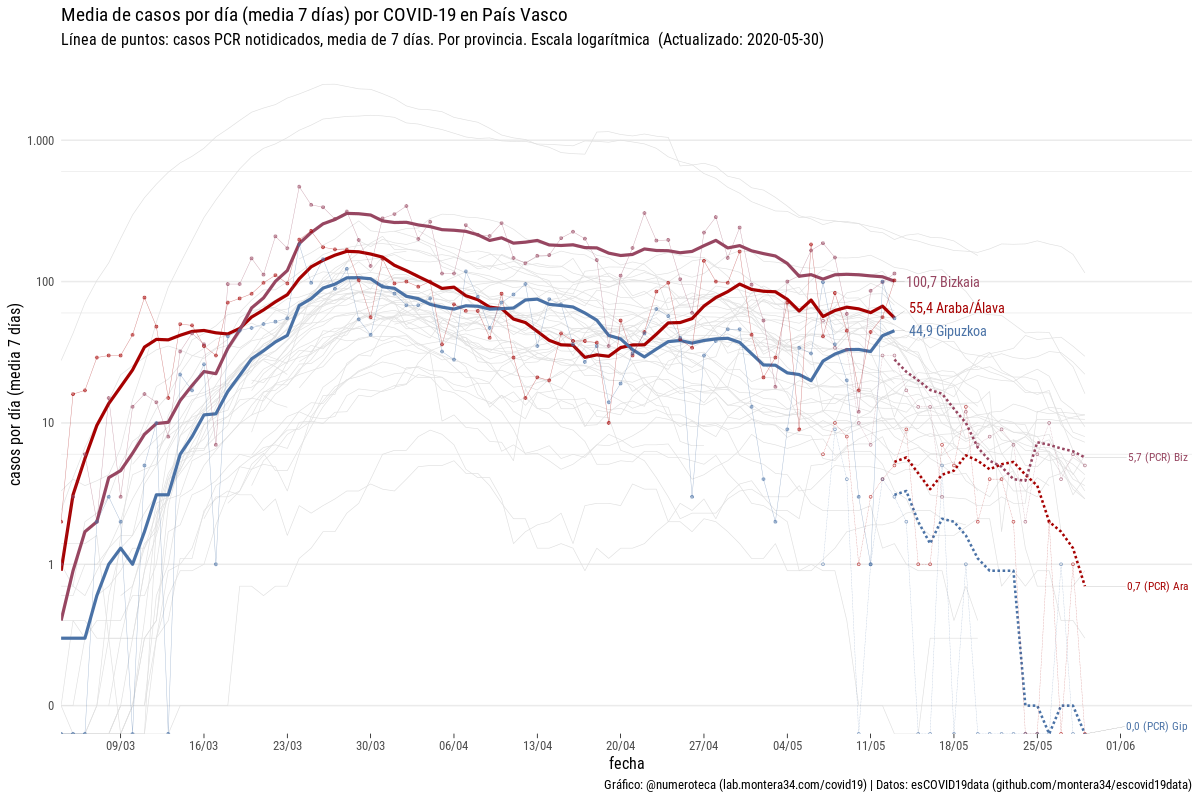 Media de casos por día (media 7 días) por COVID-19 en País Vasco
Línea de puntos: casos PCR notidicados, media de 7 días. Por provincia. Escala logarítmica (Actualizado: 2020-05-30)
casos por día (media 7 días)
1.000
100
10
1
0
100,7 Bizkaia
55,4 Araba/Álava
44,9 Gipuzkoa
5,7 (PCR) Biz
0,7 (PCR) Ara
0,0 (PCR) Gip
09/03
16/03
23/03
30/03
06/04
13/04
20/04
27/04
04/05
11/05
18/05
25/05
01/06
fecha
Gráfico: @numeroteca (lab.montera34.com/covid19) | Datos: esCOVID19data (github.com/montera34/escovid19data)